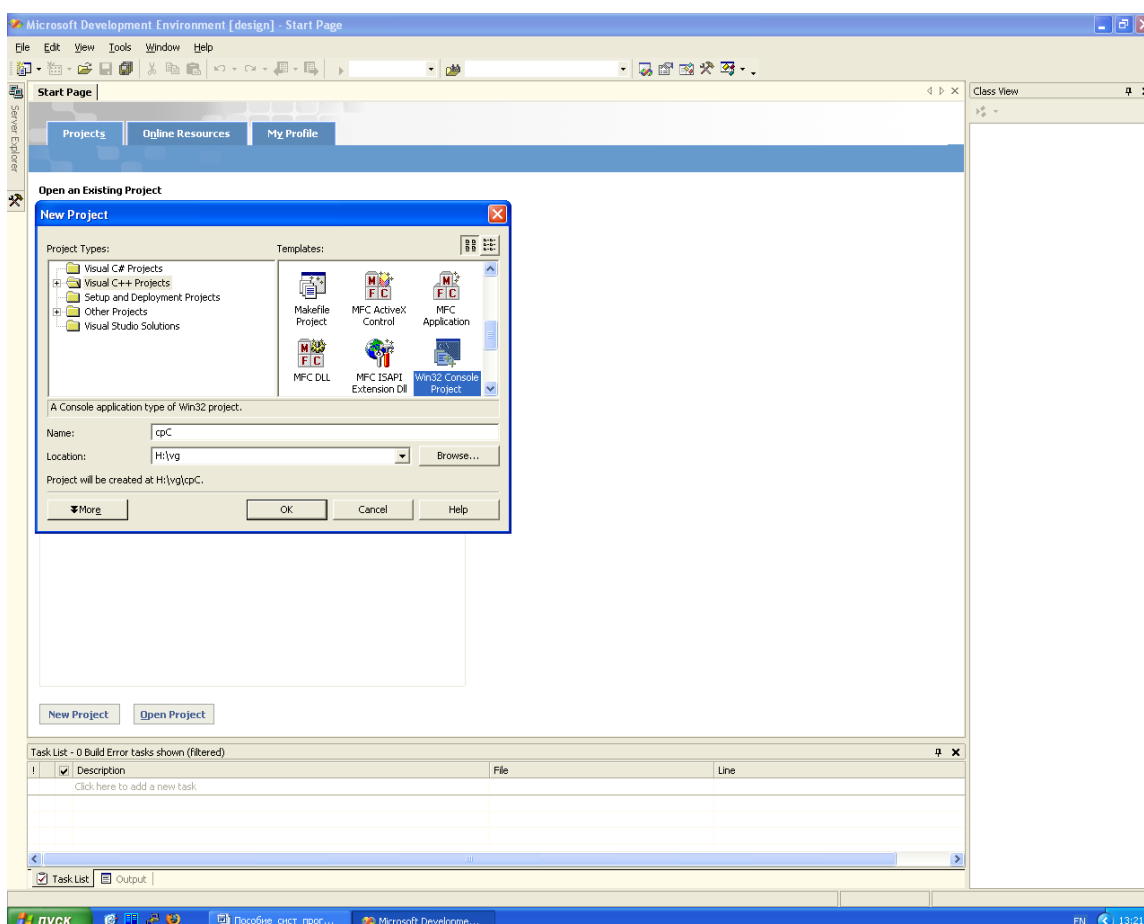 Microsoft Development Environment [design] - Start Page
File Edit View Tools Window Help
Start Page
Class View
Server Explorer
Projects Online Resources My Profile
Open an Existing Project
New Project
Project Types:
Templates:
Visual C# Projects
Visual C++ Projects
Setup and Deployment Projects
Other Projects
Visual Studio Solutions
Makefile Project
MFC ActiveX Control
MFC Application
MFC DLL
MFC ISAPI Extension Dll
Win32 Console Project
A Console application type of Win32 project.
Name: cpC
Location: H:\vg Browse...
Project will be created at H:\vg\cpC.
More OK Cancel Help
New Project Open Project
Task List - 0 Build Error tasks shown (filtered)
! Description File Line
Click here to add a new task
Task List Output
пуск Пособие_сист_прог... Microsoft Developme... EN 13:21